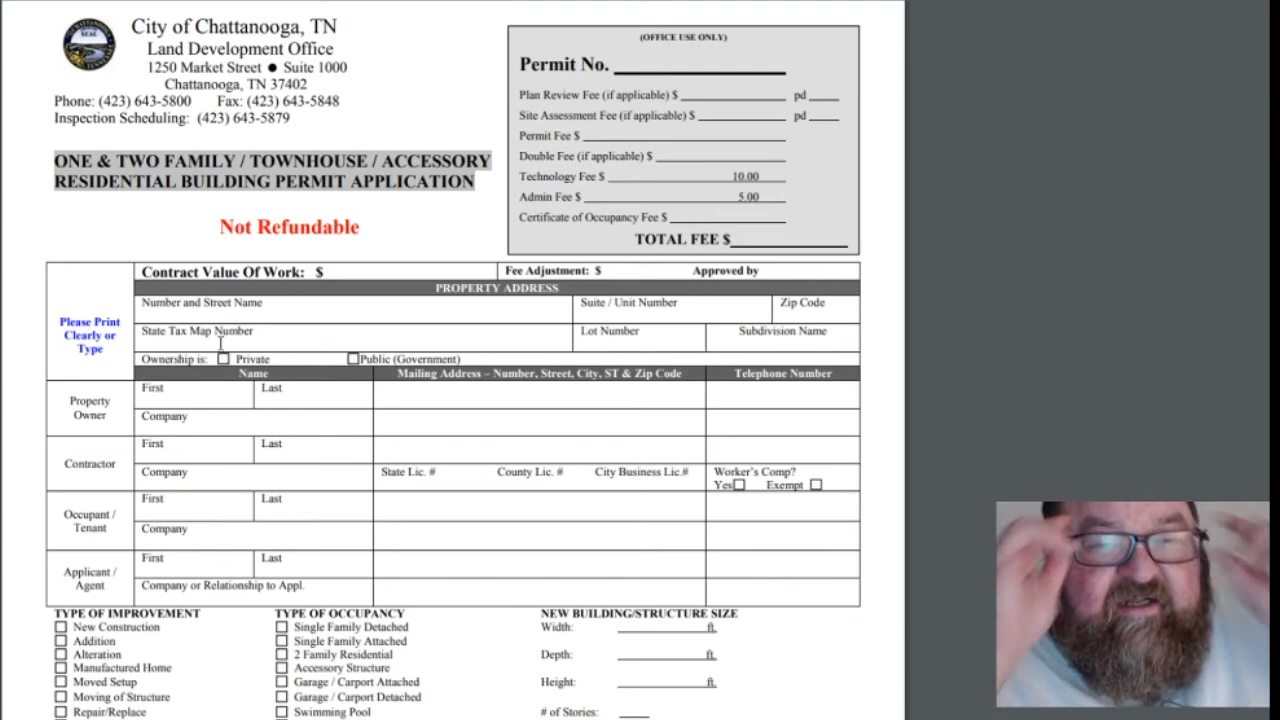 SEAL
City of Chattanooga, TN
Land Development Office
1250 Market Street ● Suite 1000
Chattanooga, TN 37402
Phone: (423) 643-5800 Fax: (423) 643-5848
Inspection Scheduling: (423) 643-5879
ONE & TWO FAMILY / TOWNHOUSE / ACCESSORY
RESIDENTIAL BUILDING PERMIT APPLICATION
Not Refundable
(OFFICE USE ONLY)
Permit No.
Plan Review Fee (if applicable) $ pd
Site Assessment Fee (if applicable) $ pd
Permit Fee $
Double Fee (if applicable) $
Technology Fee $ 10.00
Admin Fee $ 5.00
Certificate of Occupancy Fee $
TOTAL FEE $
Please Print
Clearly or
Type
Contract Value Of Work: $ Fee Adjustment: $ Approved by
PROPERTY ADDRESS
Number and Street Name Suite / Unit Number Zip Code
State Tax Map Number Lot Number Subdivision Name
Ownership is: Private Public (Government)
Name Mailing Address – Number, Street, City, ST & Zip Code Telephone Number
Property
Owner
First Last
Company
Contractor
First Last
Company State Lic. # County Lic. # City Business Lic.# Worker's Comp?
Yes Exempt
Occupant /
Tenant
First Last
Company
Applicant /
Agent
First Last
Company or Relationship to Appl.
TYPE OF IMPROVEMENT
New Construction
Addition
Alteration
Manufactured Home
Moved Setup
Moving of Structure
Repair/Replace
TYPE OF OCCUPANCY
Single Family Detached
Single Family Attached
2 Family Residential
Accessory Structure
Garage / Carport Attached
Garage / Carport Detached
Swimming Pool
NEW BUILDING/STRUCTURE SIZE
Width: ft.
Depth: ft.
Height: ft.
# of Stories: